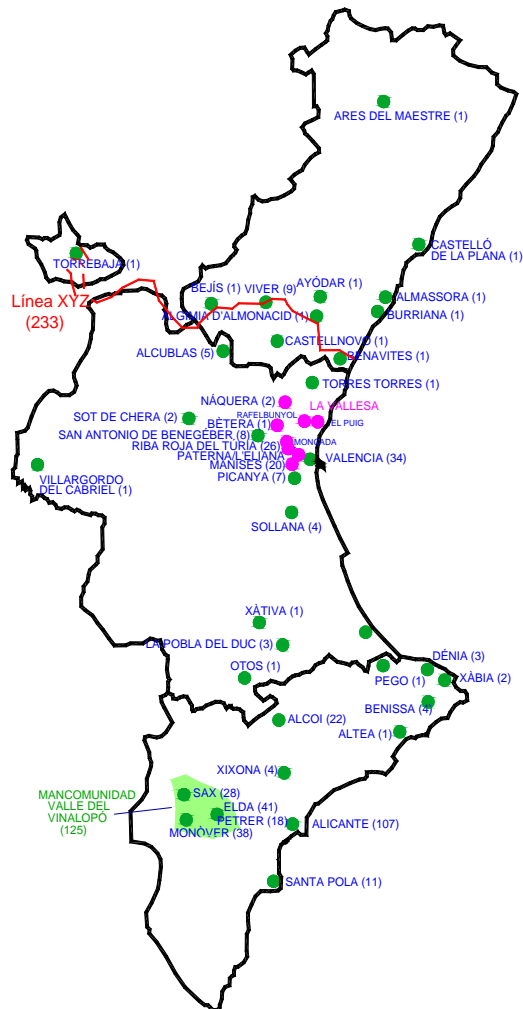 ARES DEL MAESTRE (1)
CASTELLÓ
DE LA PLANA (1)
TORREBAJA (1)
Línea XYZ
(233)
BEJÍS (1)
VIVER (9)
AYÓDAR (1)
ALMASSORA (1)
BURRIANA (1)
ALGIMIA D'ALMONACID (1)
CASTELLNOVO (1)
ALCUBLAS (5)
BENAVITES (1)
TORRES TORRES (1)
NÁQUERA (2)
LA VALLESA
RAFELBUNYOL
EL PUIG
SOT DE CHERA (2)
BÈTERA (1)
SAN ANTONIO DE BENEGÉBER (8)
MONCADA
RIBA ROJA DEL TÚRIA (26)
PATERNA/L'ELIANA
VALENCIA (34)
MANISES (20)
VILLARGORDO
DEL CABRIEL (1)
PICANYA (7)
SOLLANA (4)
XÀTIVA (1)
LA POBLA DEL DUC (3)
OTOS (1)
DÉNIA (3)
PEGO (1)
XÀBIA (2)
BENISSA (4)
ALCOI (22)
ALTEA (1)
XIXONA (4)
MANCOMUNIDAD
VALLE DEL
VINALOPÓ
(125)
SAX (28)
ELDA (41)
PETRER (18)
MONÒVER (38)
ALICANTE (107)
SANTA POLA (11)